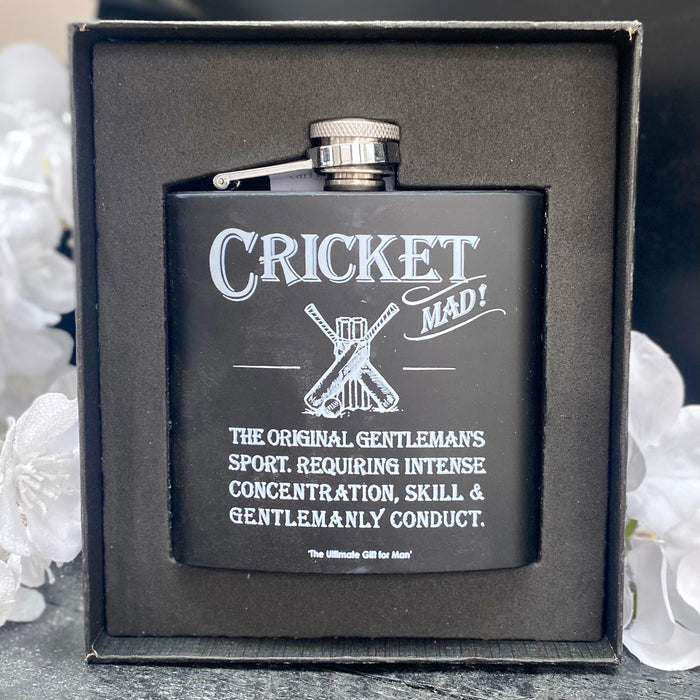 CRICKET
MAD!
THE ORIGINAL GENTLEMAN'S
SPORT. REQUIRING INTENSE
CONCENTRATION, SKILL &
GENTLEMANLY CONDUCT.
'The Ultimate Gift for Man'